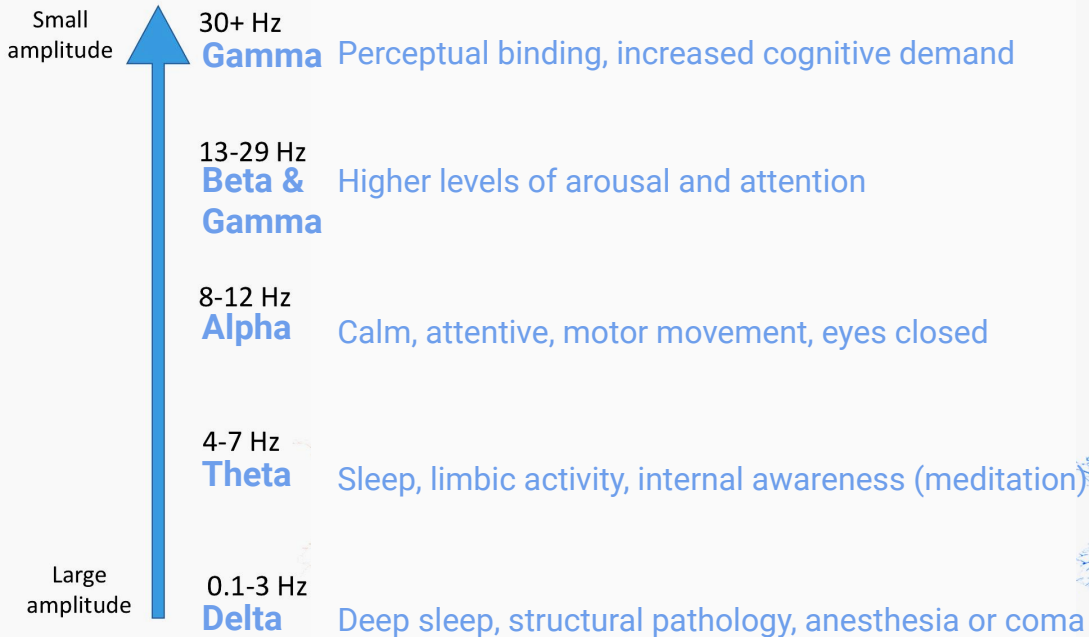 Small
amplitude
30+ Hz
Gamma Perceptual binding, increased cognitive demand
13-29 Hz
Beta & Higher levels of arousal and attention
Gamma
8-12 Hz
Alpha Calm, attentive, motor movement, eyes closed
4-7 Hz
Theta Sleep, limbic activity, internal awareness (meditation)
Large
amplitude
0.1-3 Hz
Delta Deep sleep, structural pathology, anesthesia or coma